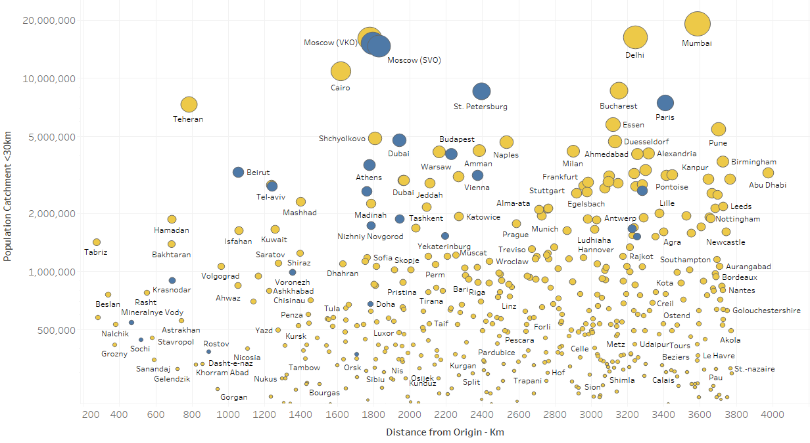 20,000,000
Moscow (VKO)
Mumbai
Delhi
Moscow (SVO)
10,000,000
Cairo
St. Petersburg
Bucharest
Paris
Teheran
5,000,000
Essen
Shchyolkovo
Budapest
Duesseldorf
Pune
Dubai
Naples
Ahmedabad
Alexandria
Warsaw
Amman
Milan
Birmingham
Beirut
Athens
Vienna
Frankfurt
Kanpur
Abu Dhabi
Tel-aviv
Dubai
Stuttgart
Pontoise
Jeddah
Mashhad
Alma-ata
Egelsbach
Lille
Leeds
2,000,000
Madinah
Tashkent
Katowice
Antwerp
Nottingham
Hamadan
Isfahan
Kuwait
Nizhniy Novgorod
Prague
Ludhiaha
Tabriz
Bakhtaran
Yekaterinburg
Hannover
Agra
Newcastle
Saratov
Sofia
Skopje
Muscat
Treviso
Munich
Rajkot
Southampton
1,000,000
Volgograd
Shiraz
Dhahran
Perm
Wroclaw
Aurangabad
Krasnodar
Voronezh
Kota
Bordeaux
Beslan
Rasht
Ahwaz
Ashkhabad
Pristina
Bari
Riga
Nantes
Mineralnye Vody
Chisinau
Doha
Tirana
Linz
Creil
Gloucestershire
500,000
Nalchik
Astrakhan
Yazd
Penza
Tula
Taif
Forli
Ostend
Grozny
Sochi
Stavropol
Kursk
Luxor
Pescara
Metz
Udaipur
Tours
Akola
Rostov
Nicosia
Pardubice
Celle
Beziers
Le Havre
Sanandaj
Dasht-e-naz
Khorram Abad
Tambow
Orsk
Nis
Kurgan
Hof
St.-nazaire
Gelendzik
Nukus
Sibiu
Osijek
Kunduz
Split
Trapani
Shimla
Calais
Pau
Gorgan
Bourgas
Sion
200 400 600 800 1000 1200 1400 1600 1800 2000 2200 2400 2600 2800 3000 3200 3400 3600 3800 4000
Distance from Origin - Km
Population Catchment <30km